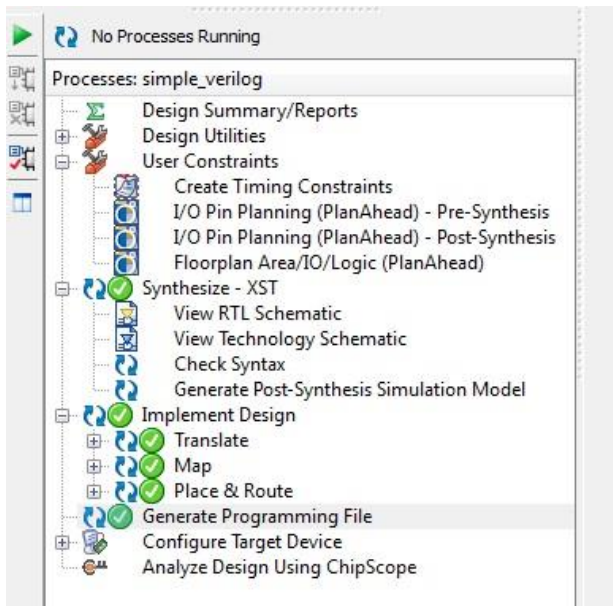 No Processes Running
Processes: simple_verilog
Design Summary/Reports
Design Utilities
User Constraints
Create Timing Constraints
I/O Pin Planning (PlanAhead) - Pre-Synthesis
I/O Pin Planning (PlanAhead) - Post-Synthesis
Floorplan Area/IO/Logic (PlanAhead)
Synthesize - XST
View RTL Schematic
View Technology Schematic
Check Syntax
Generate Post-Synthesis Simulation Model
Implement Design
Translate
Map
Place & Route
Generate Programming File
Configure Target Device
Analyze Design Using ChipScope